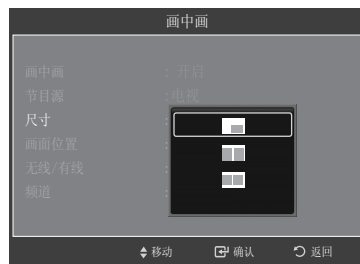 画中画
画中画 : 开启
节目源 : 电视
尺寸 :
画面位置 :
无线/有线 :
频道 :
移动 确认 返回